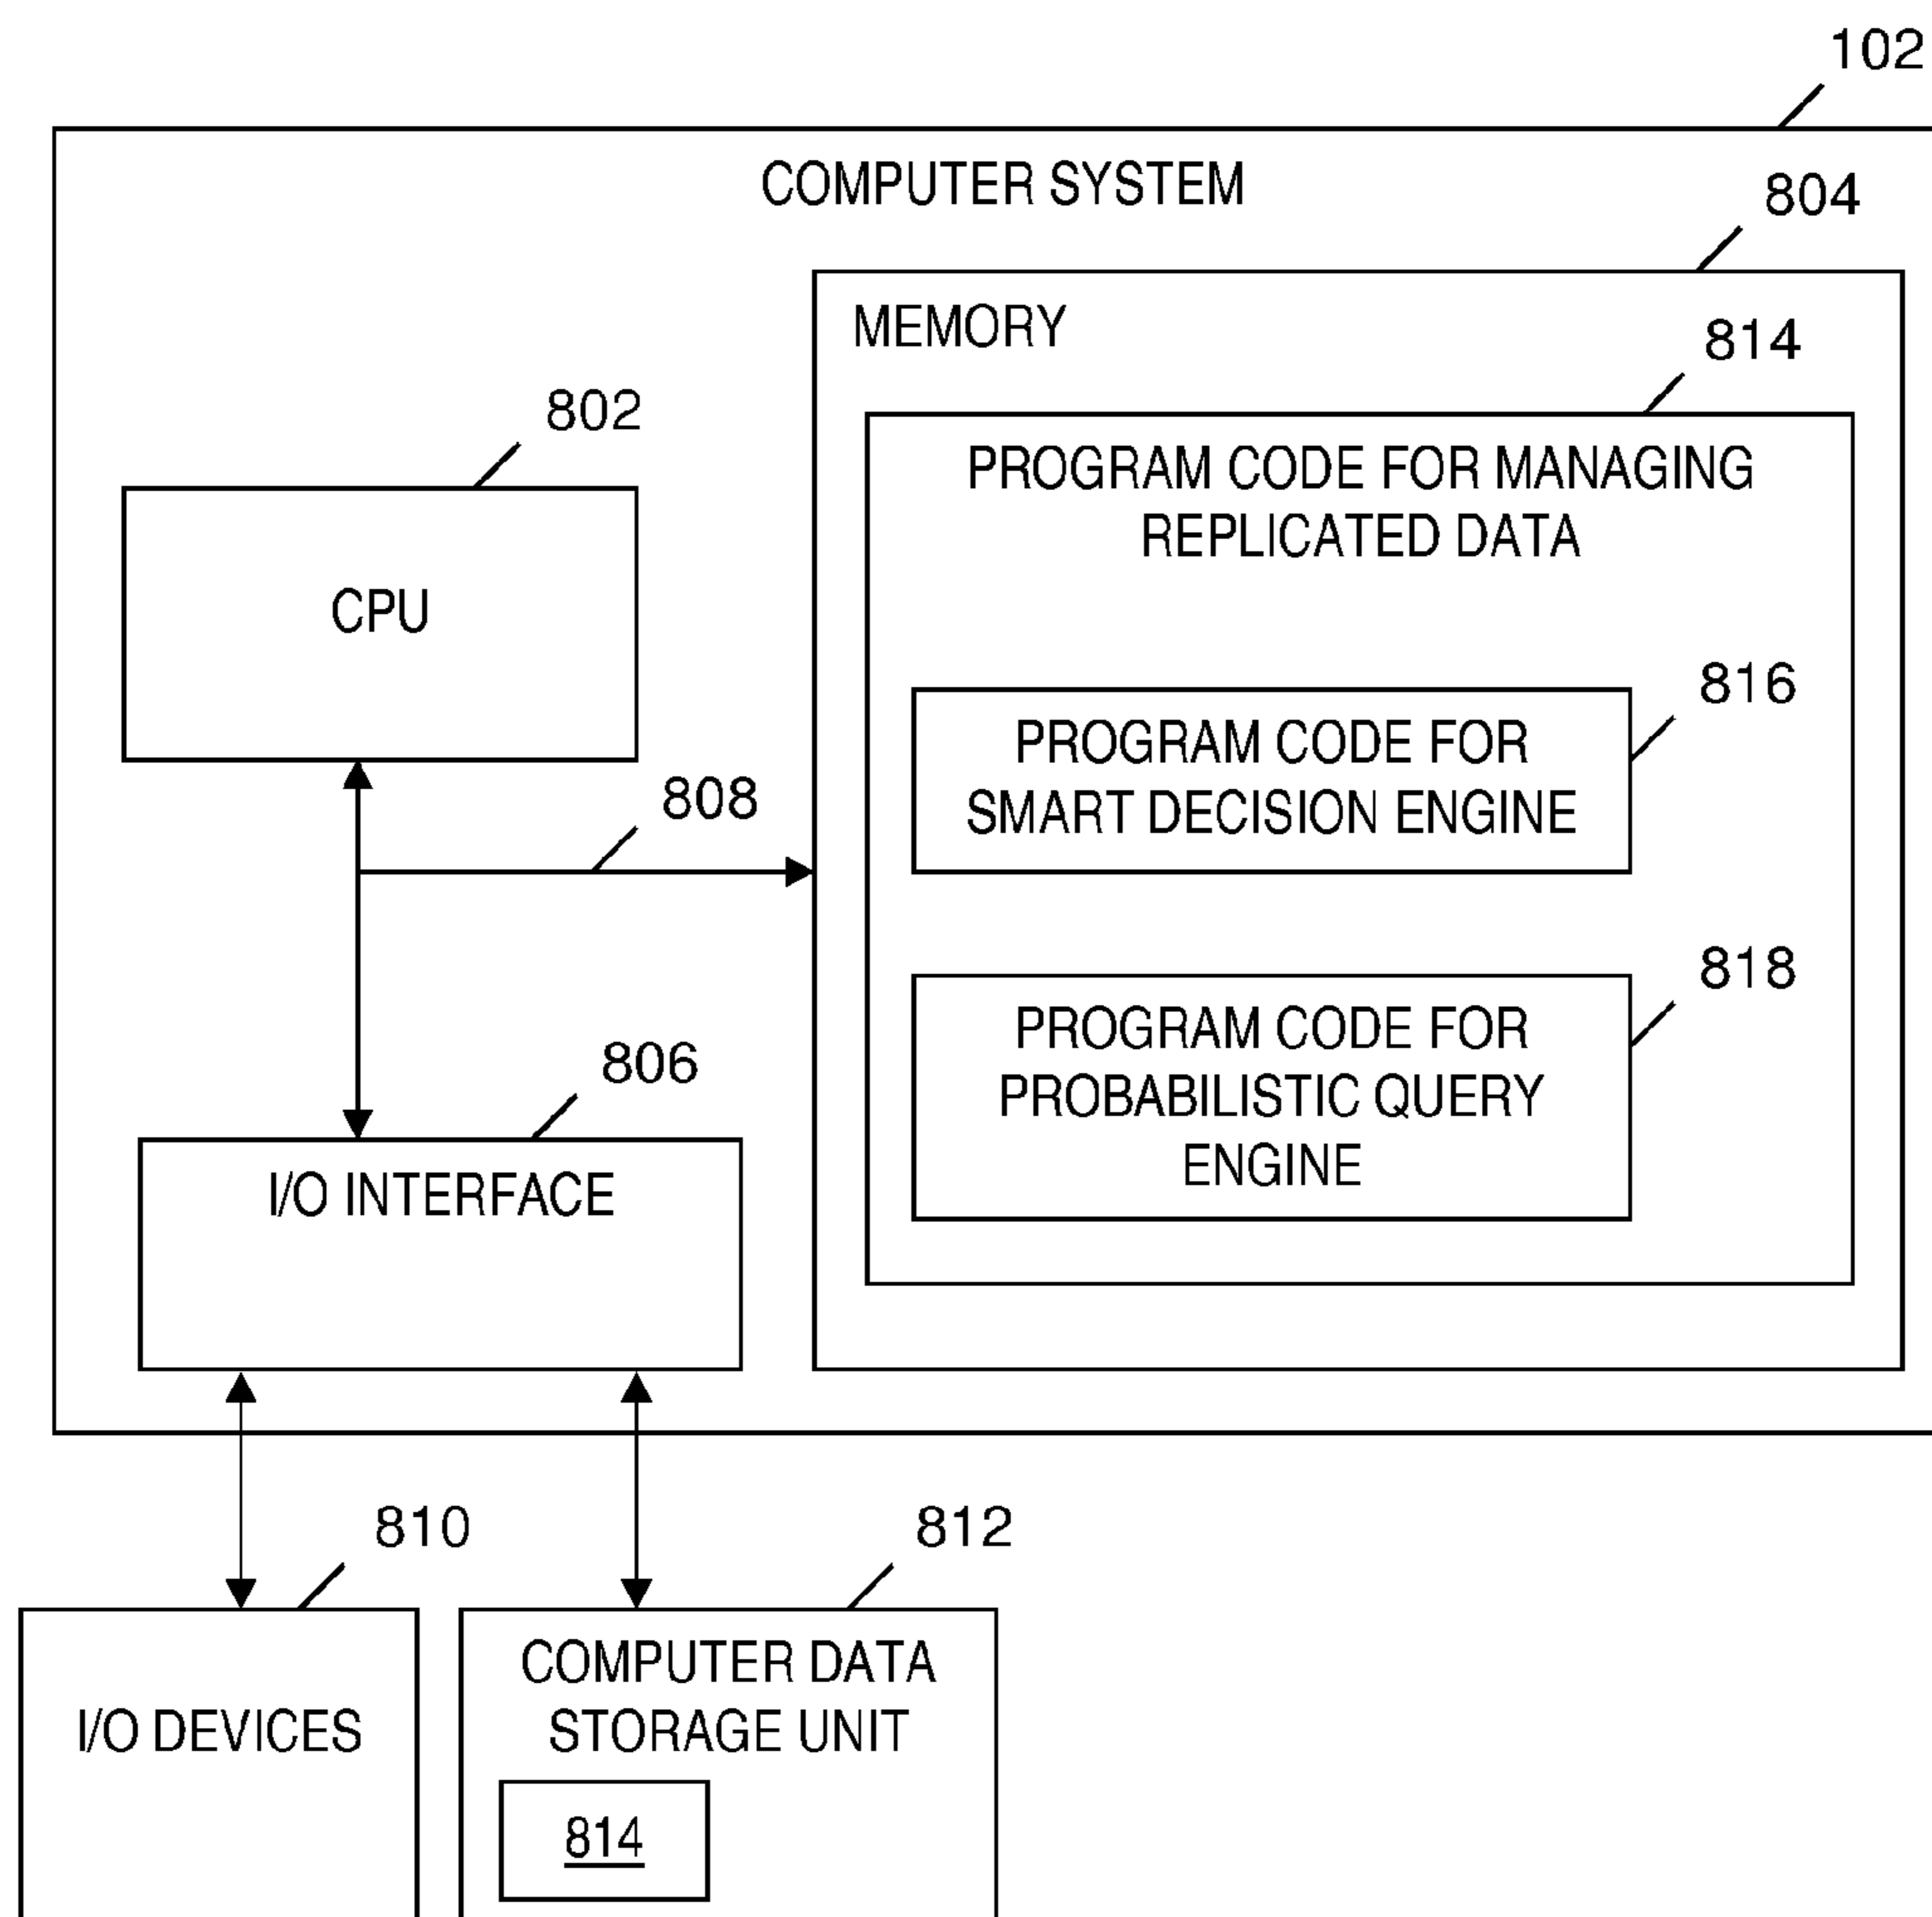 102
COMPUTER SYSTEM
804
MEMORY
814
802
PROGRAM CODE FOR MANAGING
REPLICATED DATA
CPU
816
PROGRAM CODE FOR
SMART DECISION ENGINE
808
818
PROGRAM CODE FOR
PROBABILISTIC QUERY
ENGINE
806
I/O INTERFACE
810
812
I/O DEVICES
COMPUTER DATA
STORAGE UNIT
814